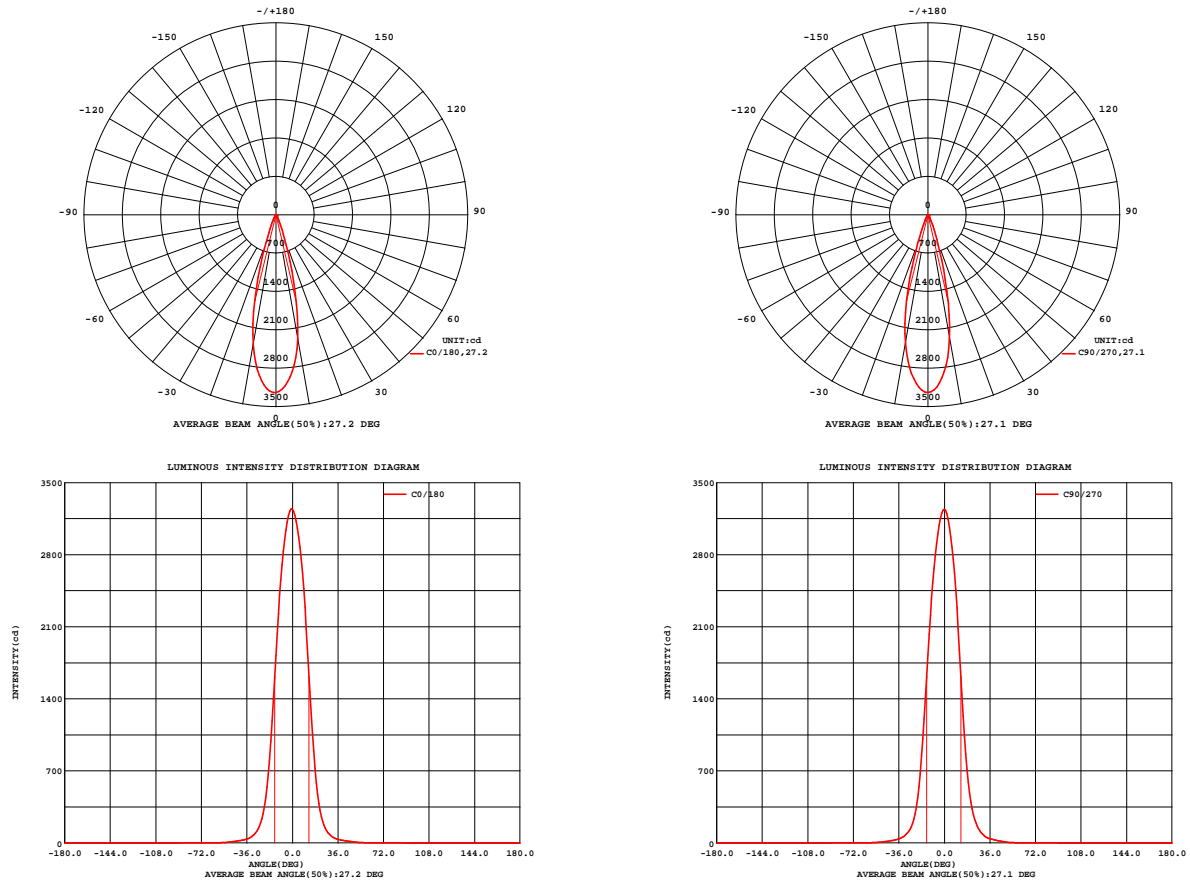 -/+180
-150 150
-120 120
-90 90
-60 60
-30 30
0
700
1400
2100
2800
3500
0
UNIT:cd
C0/180,27.2
AVERAGE BEAM ANGLE(50%):27.2 DEG
-/+180
-150 150
-120 120
-90 90
-60 60
-30 30
0
700
1400
2100
2800
3500
0
UNIT:cd
C90/270,27.1
AVERAGE BEAM ANGLE(50%):27.1 DEG
LUMINOUS INTENSITY DISTRIBUTION DIAGRAM
C0/180
INTENSITY(cd)
3500
2800
2100
1400
700
0
-180.0 -144.0 -108.0 -72.0 -36.0 0.0 36.0 72.0 108.0 144.0 180.0
ANGLE(DEG)
AVERAGE BEAM ANGLE(50%):27.2 DEG
LUMINOUS INTENSITY DISTRIBUTION DIAGRAM
C90/270
INTENSITY(cd)
3500
2800
2100
1400
700
0
-180.0 -144.0 -108.0 -72.0 -36.0 0.0 36.0 72.0 108.0 144.0 180.0
ANGLE(DEG)
AVERAGE BEAM ANGLE(50%):27.1 DEG